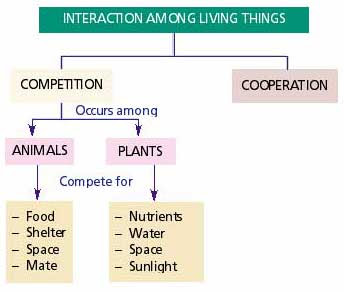 INTERACTION AMONG LIVING THINGS
COMPETITION
COOPERATION
Occurs among
ANIMALS
PLANTS
Compete for
– Food
– Shelter
– Space
– Mate
– Nutrients
– Water
– Space
– Sunlight